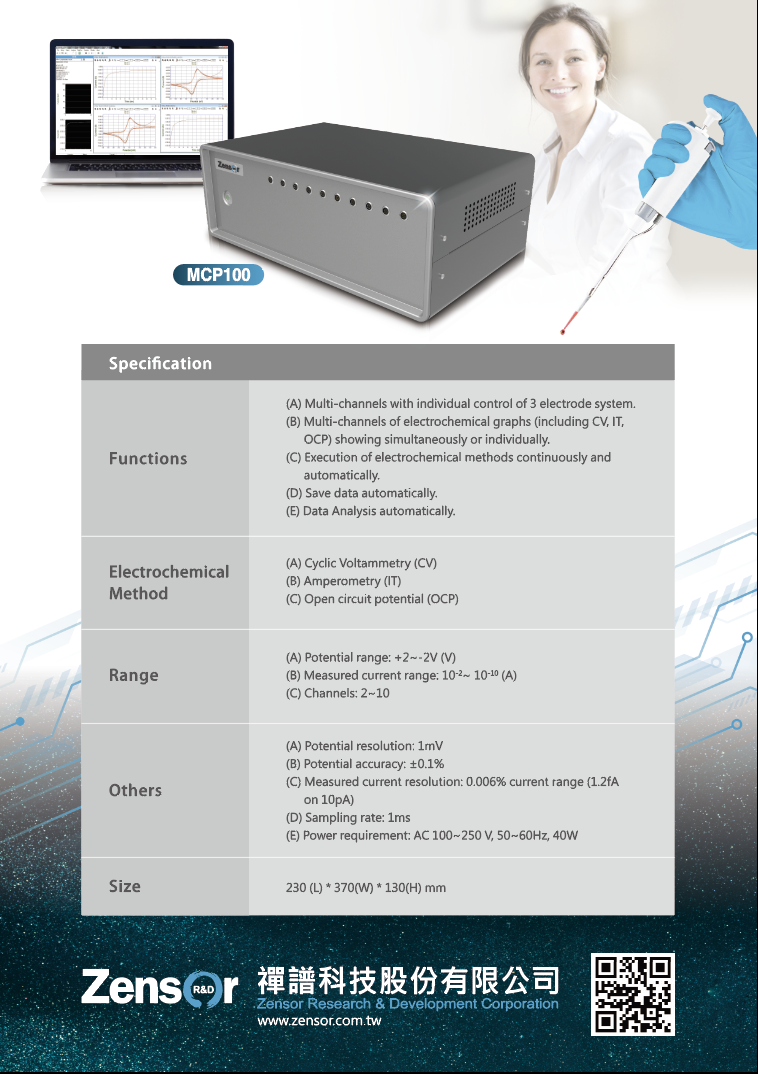 Zensor
MCP100
Specification
Functions
(A) Multi-channels with individual control of 3 electrode system.
(B) Multi-channels of electrochemical graphs (including CV, IT,
OCP) showing simultaneously or individually.
(C) Execution of electrochemical methods continuously and
automatically.
(D) Save data automatically.
(E) Data Analysis automatically.
Electrochemical
Method
(A) Cyclic Voltammetry (CV)
(B) Amperometry (IT)
(C) Open circuit potential (OCP)
Range
(A) Potential range: +2~-2V (V)
(B) Measured current range: 10⁻²~ 10⁻¹⁰ (A)
(C) Channels: 2~10
Others
(A) Potential resolution: 1mV
(B) Potential accuracy: ±0.1%
(C) Measured current resolution: 0.006% current range (1.2fA
on 10pA)
(D) Sampling rate: 1ms
(E) Power requirement: AC 100~250 V, 50~60Hz, 40W
Size
230 (L) * 370(W) * 130(H) mm
Zensor R&D
禪譜科技股份有限公司
Zensor Research & Development Corporation
www.zensor.com.tw